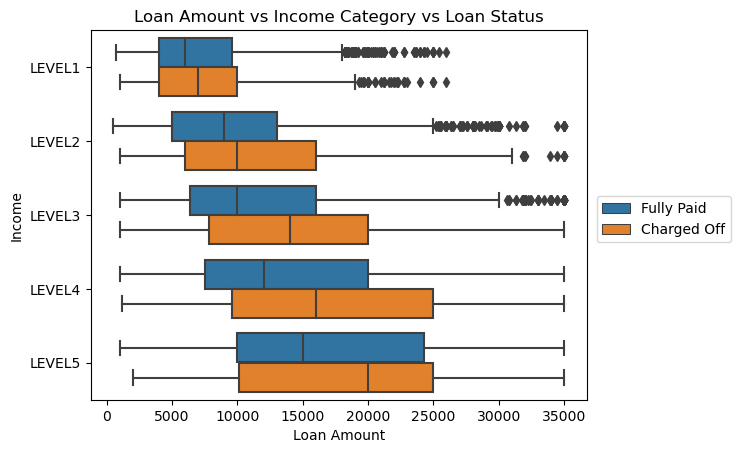 Loan Amount vs Income Category vs Loan Status
LEVEL1
LEVEL2
LEVEL3
LEVEL4
LEVEL5
Income
Fully Paid
Charged Off
0 5000 10000 15000 20000 25000 30000 35000
Loan Amount